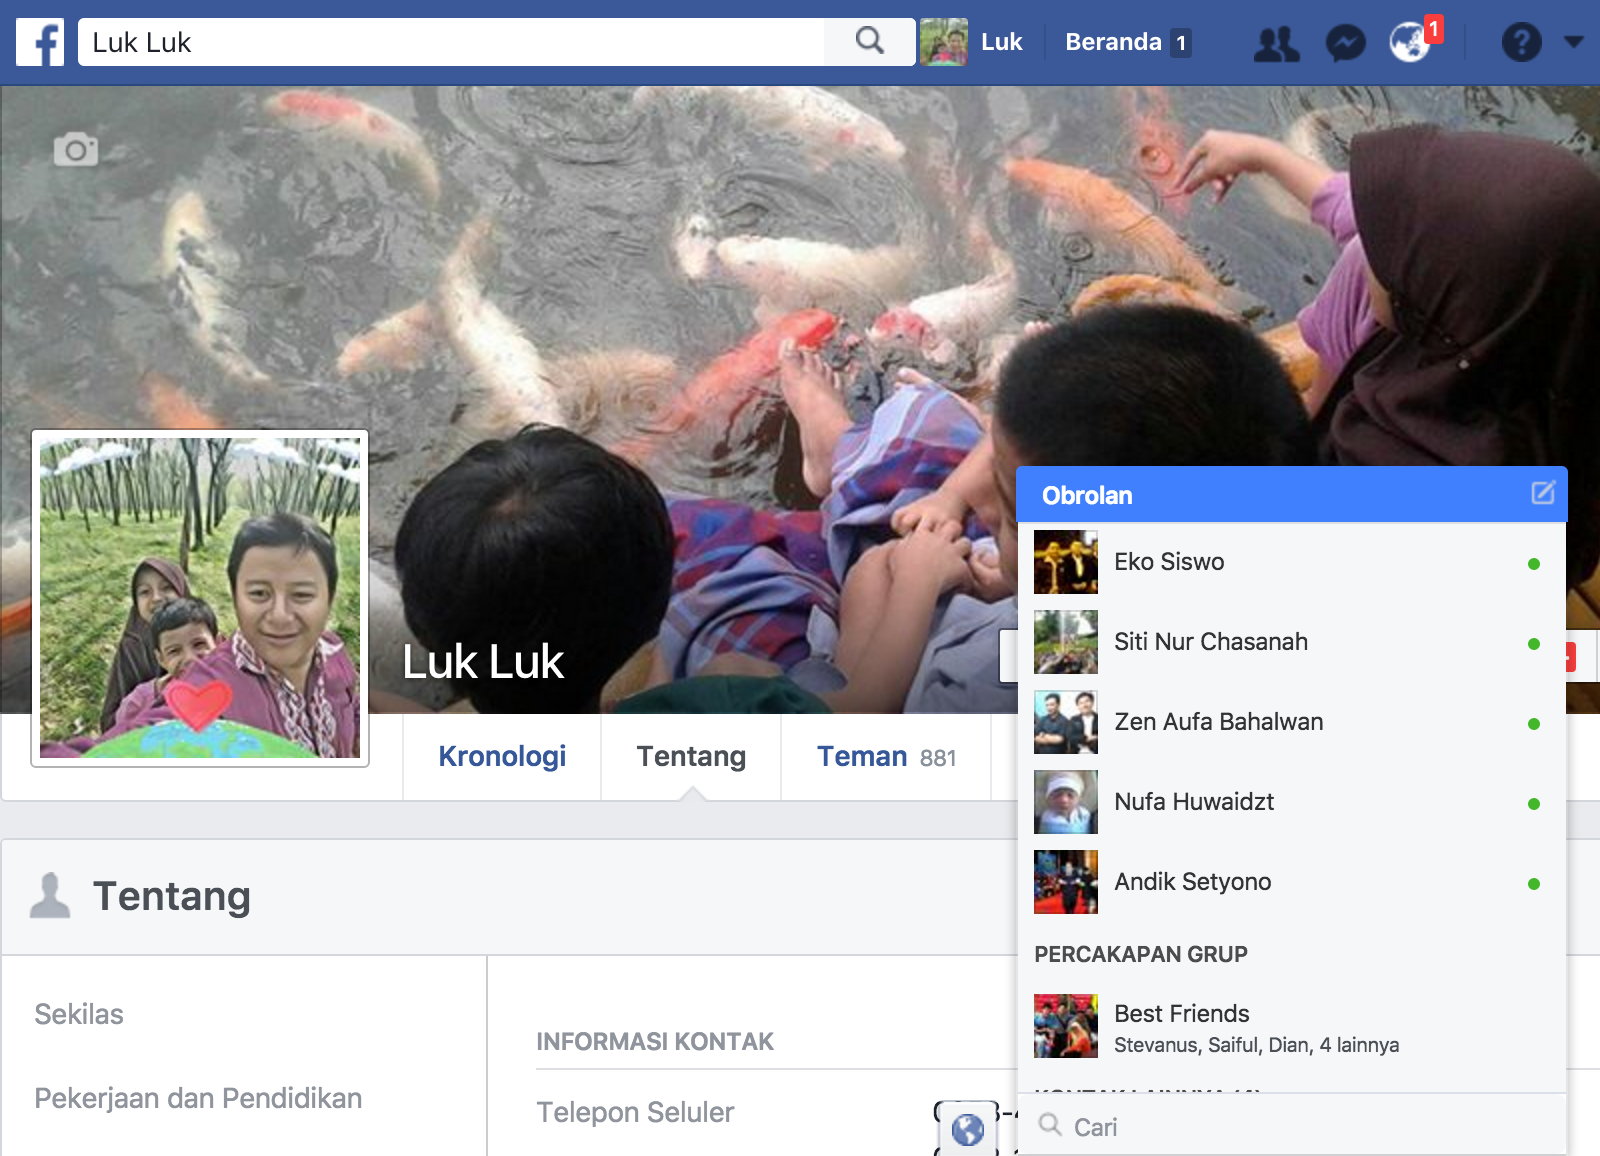 Luk Luk
Luk
Beranda 1
1
Luk Luk
Kronologi
Tentang
Teman 881
Tentang
Sekilas
Pekerjaan dan Pendidikan
INFORMASI KONTAK
Telepon Seluler
Obrolan
Eko Siswo
Siti Nur Chasanah
Zen Aufa Bahalwan
Nufa Huwaidzt
Andik Setyono
PERCAKAPAN GRUP
Best Friends
Stevanus, Saiful, Dian, 4 lainnya
Cari